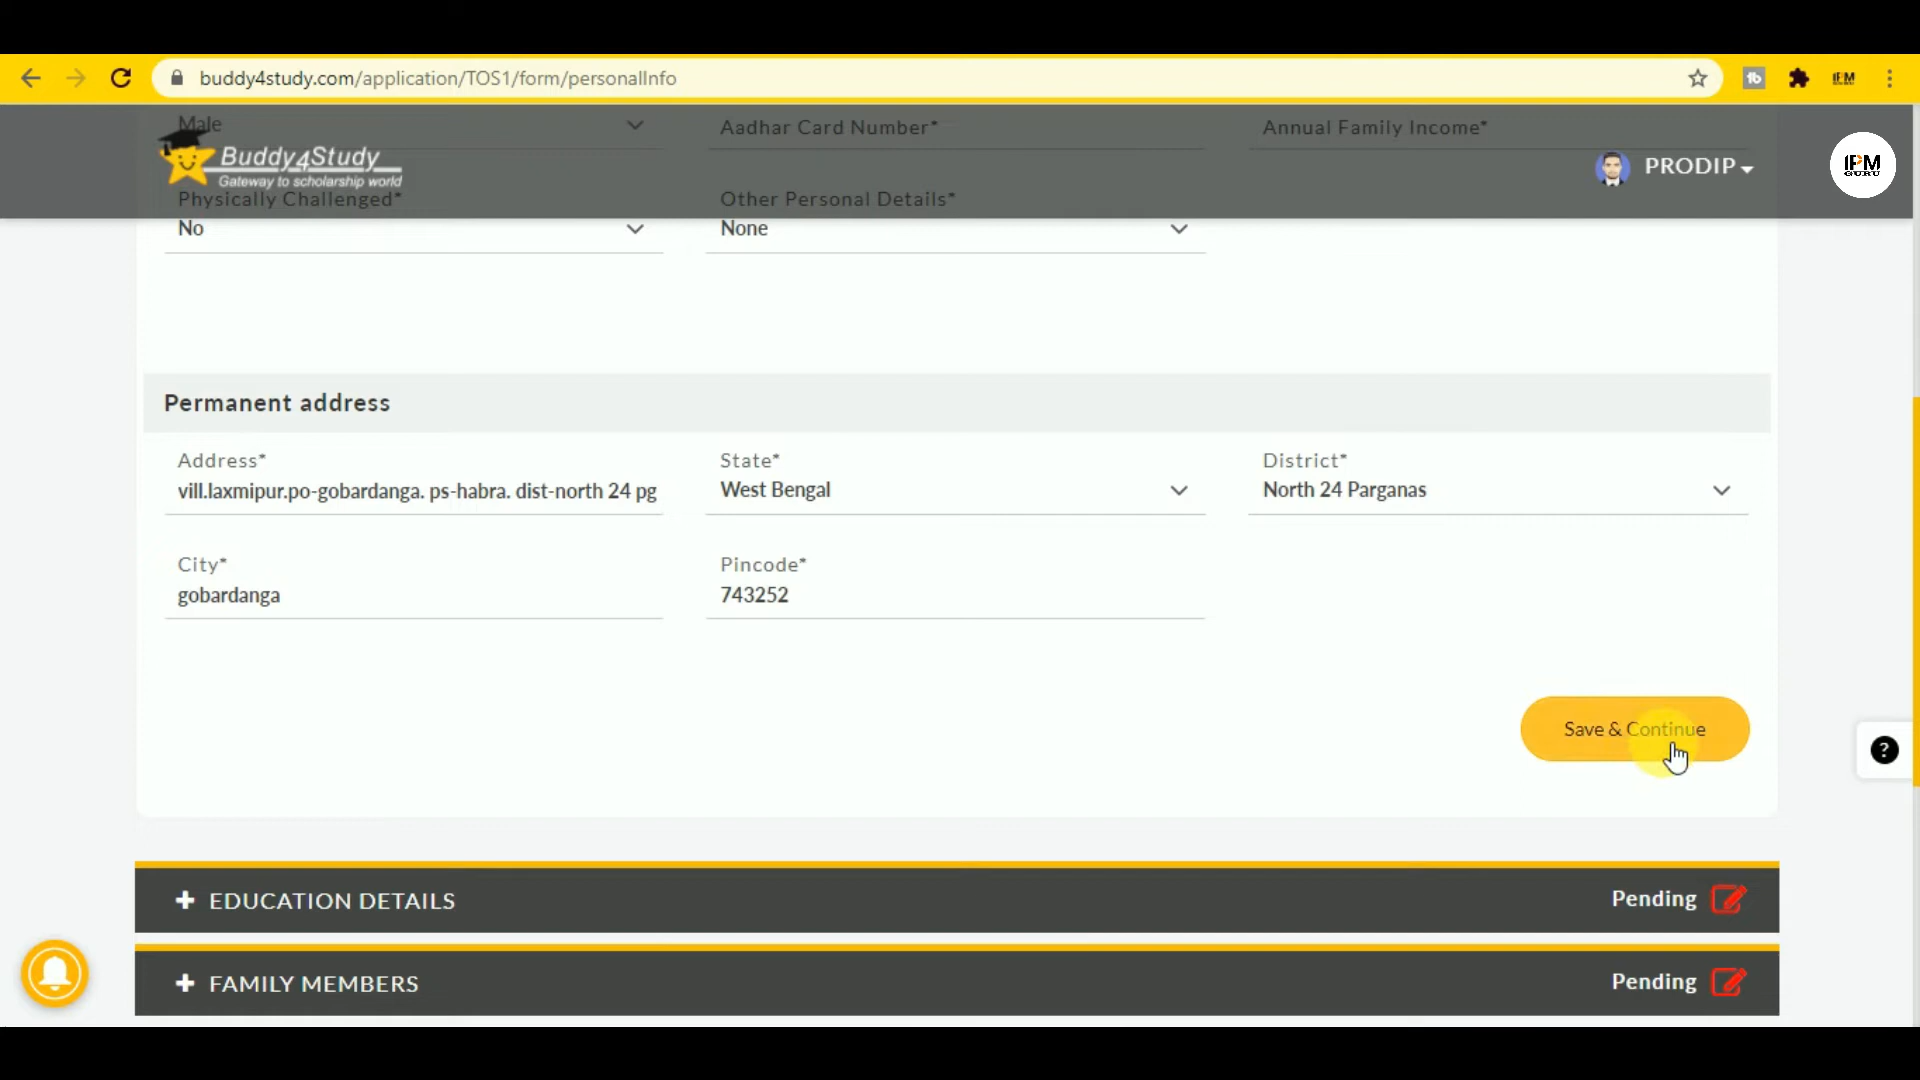 buddy4study.com/application/TOS1/form/personalInfo
Male
Aadhar Card Number*
Annual Family Income*
Buddy4Study
Gateway to scholarship world
PRODIP
IPM
GURU
Physically Challenged*
Other Personal Details*
No
None
Permanent address
Address*
State*
District*
vill.laxmipur.po-gobardanga. ps-habra. dist-north 24 pg
West Bengal
North 24 Parganas
City*
Pincode*
gobardanga
743252
Save & Continue
?
EDUCATION DETAILS
Pending
FAMILY MEMBERS
Pending